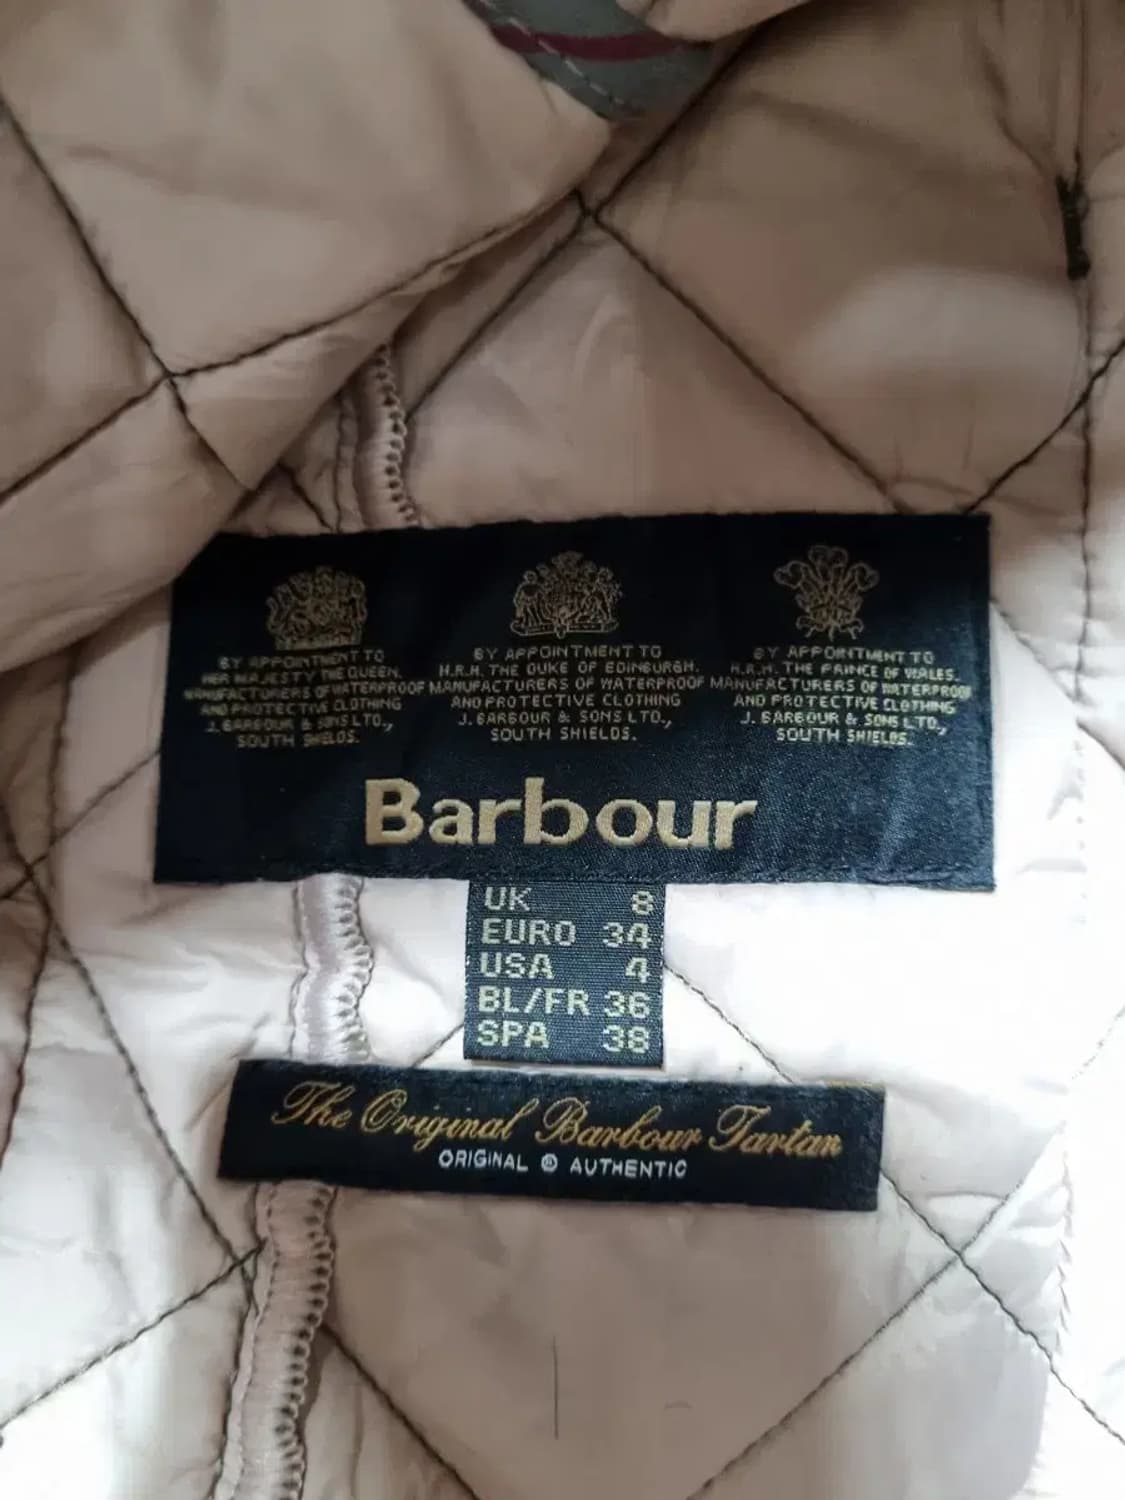 BY APPOINTMENT TO
HER MAJESTY THE QUEEN.
MANUFACTURERS OF WATERPROOF
AND PROTECTIVE CLOTHING
J. BARBOUR & SONS LTD.,
SOUTH SHIELDS.
BY APPOINTMENT TO
H.R.H. THE DUKE OF EDINBURGH.
MANUFACTURERS OF WATERPROOF
AND PROTECTIVE CLOTHING
J. BARBOUR & SONS LTD.,
SOUTH SHIELDS.
BY APPOINTMENT TO
H.R.H. THE PRINCE OF WALES.
MANUFACTURERS OF WATERPROOF
AND PROTECTIVE CLOTHING
J. BARBOUR & SONS LTD.,
SOUTH SHIELDS.
Barbour
UK 8
EURO 34
USA 4
BL/FR 36
SPA 38
The Original Barbour Tartan
ORIGINAL ® AUTHENTIC